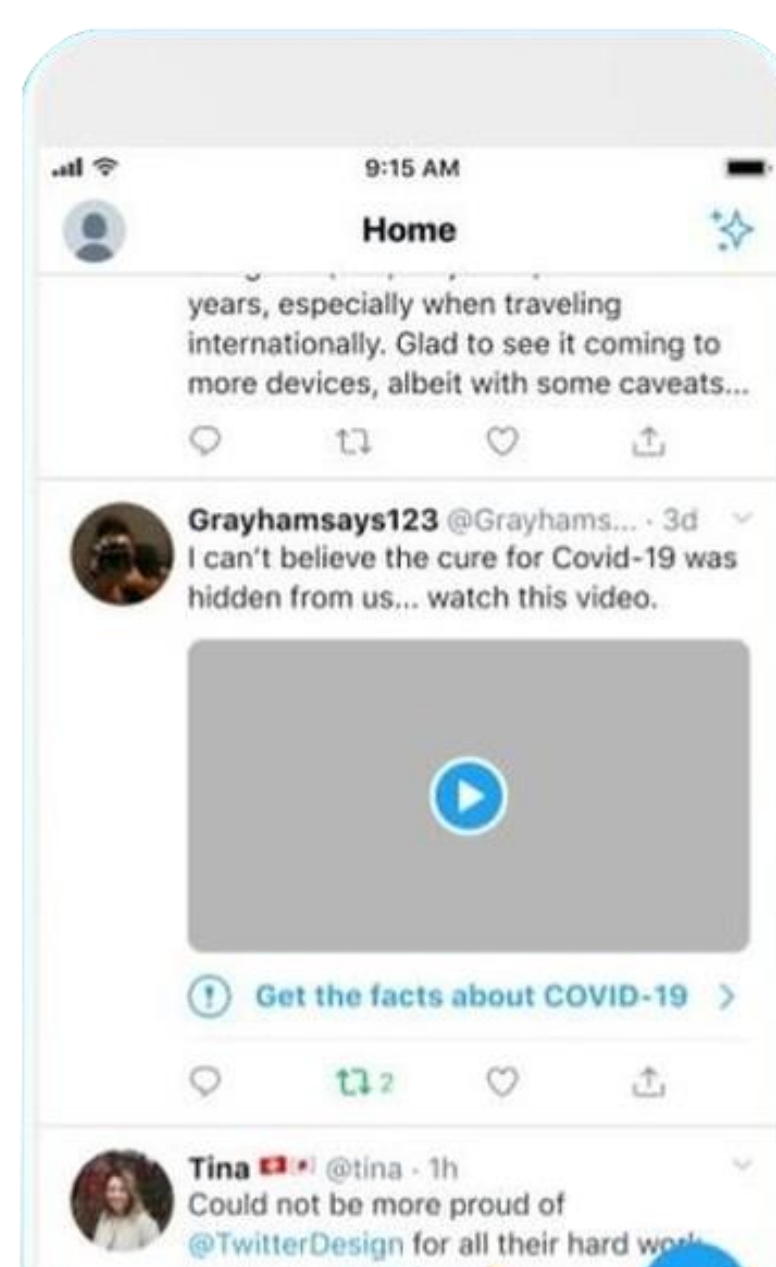 9:15 AM
Home
years, especially when traveling
internationally. Glad to see it coming to
more devices, albeit with some caveats...
Grayhamsays123 @Grayhams... · 3d
I can't believe the cure for Covid-19 was
hidden from us... watch this video.
Get the facts about COVID-19
2
Tina @tina · 1h
Could not be more proud of
@TwitterDesign for all their hard work